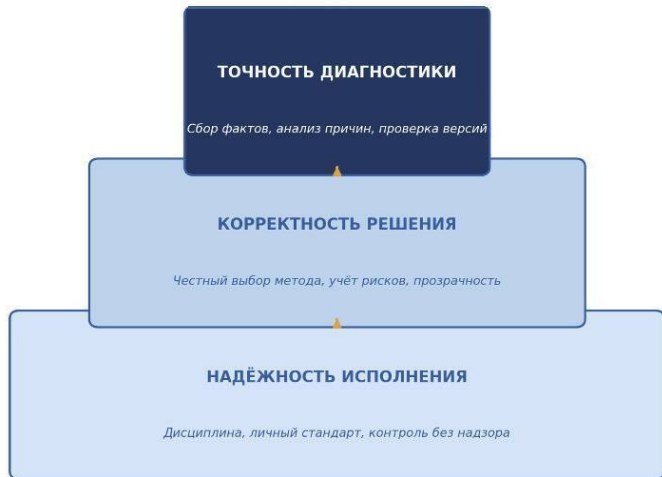 ТОЧНОСТЬ ДИАГНОСТИКИ
Сбор фактов, анализ причин, проверка версий
КОРРЕКТНОСТЬ РЕШЕНИЯ
Честный выбор метода, учёт рисков, прозрачность
НАДЁЖНОСТЬ ИСПОЛНЕНИЯ
Дисциплина, личный стандарт, контроль без надзора